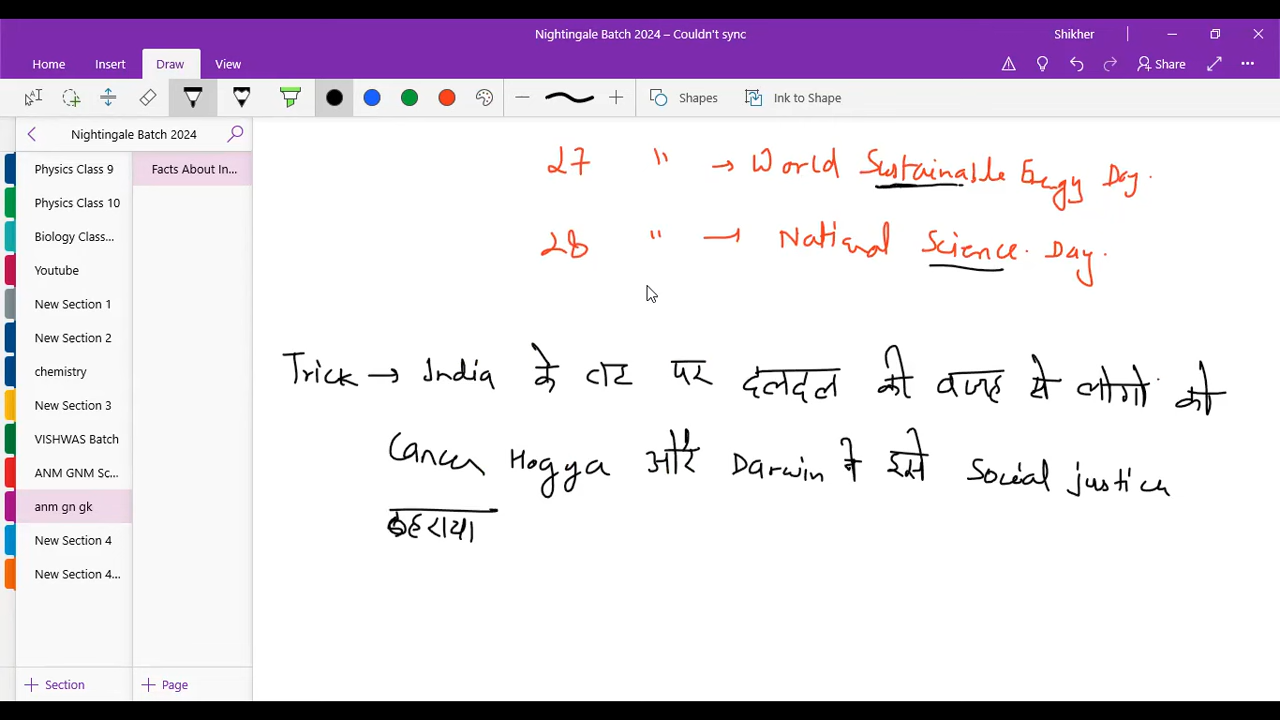 Nightingale Batch 2024 – Couldn't sync
Shikher
Home Insert Draw View
Share
Shapes Ink to Shape
Nightingale Batch 2024
Physics Class 9
Physics Class 10
Biology Class...
Youtube
New Section 1
New Section 2
chemistry
New Section 3
VISHWAS Batch
ANM GNM Sc...
anm gn gk
New Section 4
New Section 4...
Section
Facts About In...
Page
27 " → World Sustainable Energy Day.
28 " → National Science Day.
Trick → India के तट पर दलदल की वजह से लोगो को
Cancer Hogya और Darwin ने इसे Social justice
ठहराया